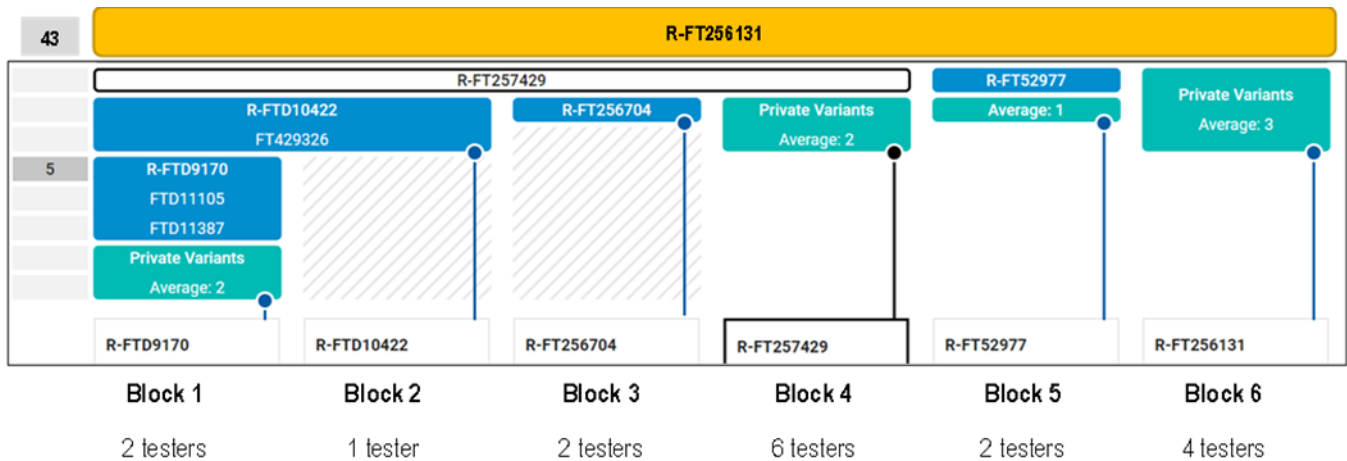 43
R-FT256131
R-FT257429
R-FT52977
Private Variants
Average: 3
R-FTD10422
FT429326
R-FT256704
Private Variants
Average: 2
Average: 1
5
R-FTD9170
FTD11105
FTD11387
Private Variants
Average: 2
R-FTD9170
R-FTD10422
R-FT256704
R-FT257429
R-FT52977
R-FT256131
Block 1
Block 2
Block 3
Block 4
Block 5
Block 6
2 testers
1 tester
2 testers
6 testers
2 testers
4 testers